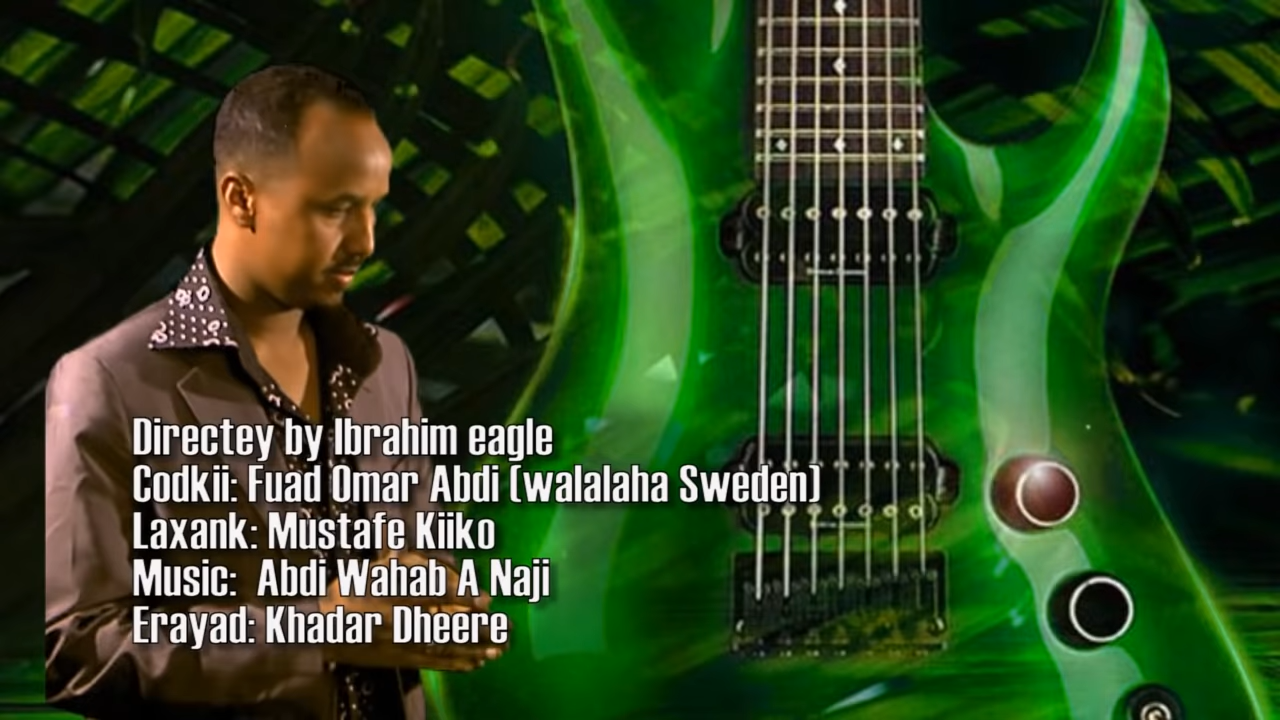 Directey by Ibrahim eagle
Codkii: Fuad Omar Abdi (walalaha Sweden)
Laxank: Mustafe Kiiko
Music:  Abdi Wahab A Naji
Erayad: Khadar Dheere